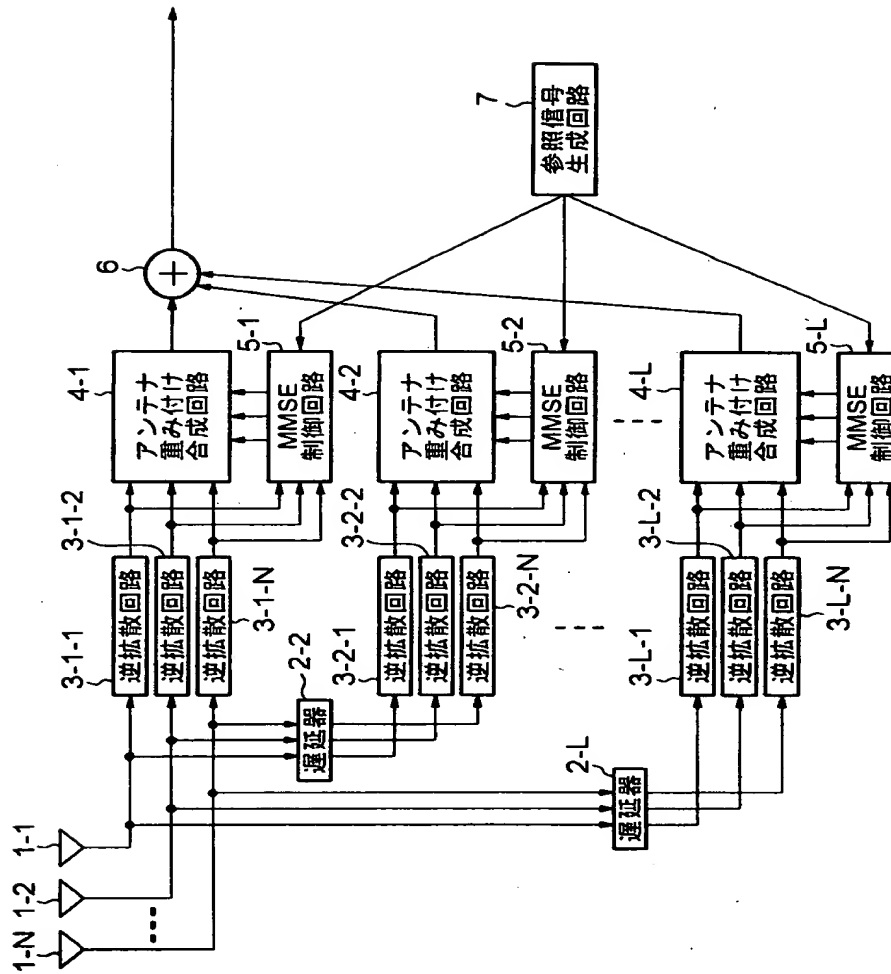 1-1
1-2
1-N
3-1-1
逆拡散回路
3-1-2
逆拡散回路
3-1-N
逆拡散回路
4-1
アンテナ
重み付け
合成回路
5-1
MMSE
制御回路
6
+
2-2
遅延器
3-2-1
逆拡散回路
3-2-2
逆拡散回路
3-2-N
逆拡散回路
4-2
アンテナ
重み付け
合成回路
5-2
MMSE
制御回路
7
参照信号
生成回路
2-L
遅延器
3-L-1
逆拡散回路
3-L-2
逆拡散回路
3-L-N
逆拡散回路
4-L
アンテナ
重み付け
合成回路
5-L
MMSE
制御回路